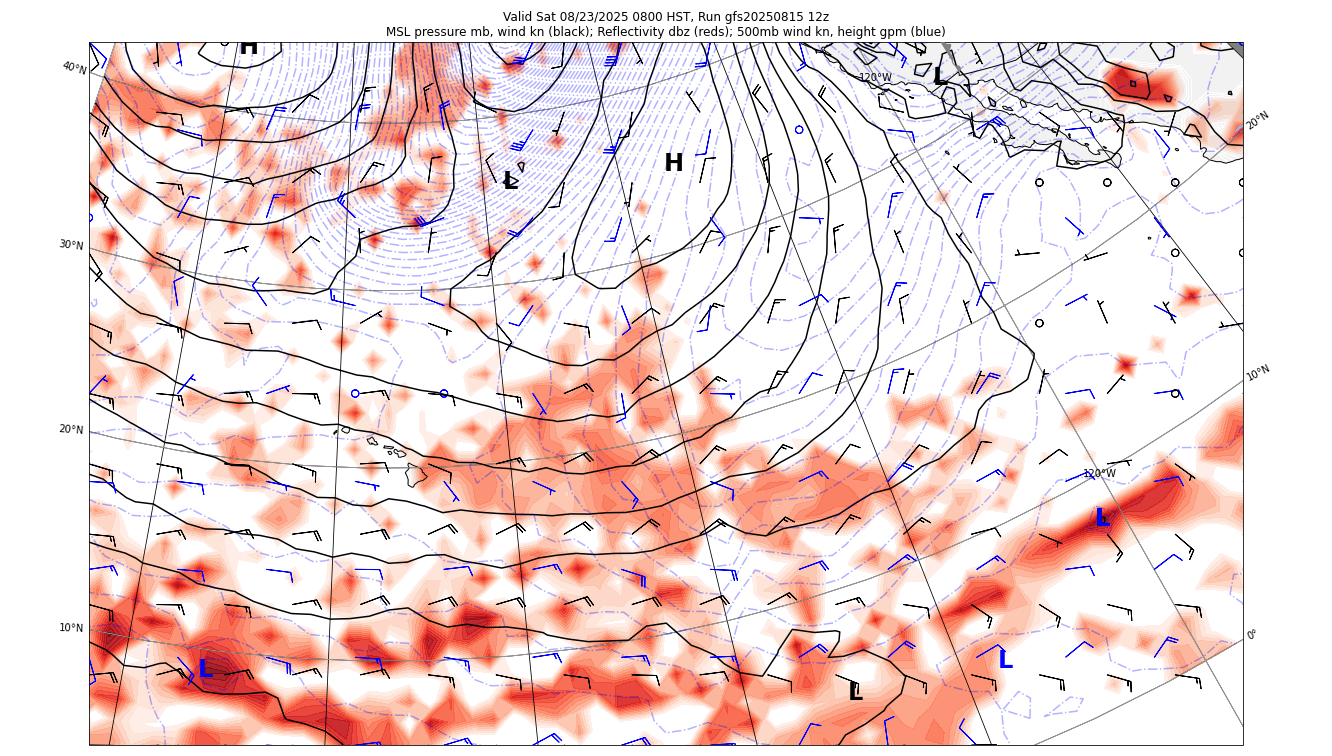 Valid Sat 08/23/2025 0800 HST, Run gfs20250815 12z
MSL pressure mb, wind kn (black); Reflectivity dbz (reds); 500mb wind kn, height gpm (blue)
H
L
40°N
120°W
20°N
H
L
30°N
10°N
20°N
120°W
L
10°N
0°
L
L
L